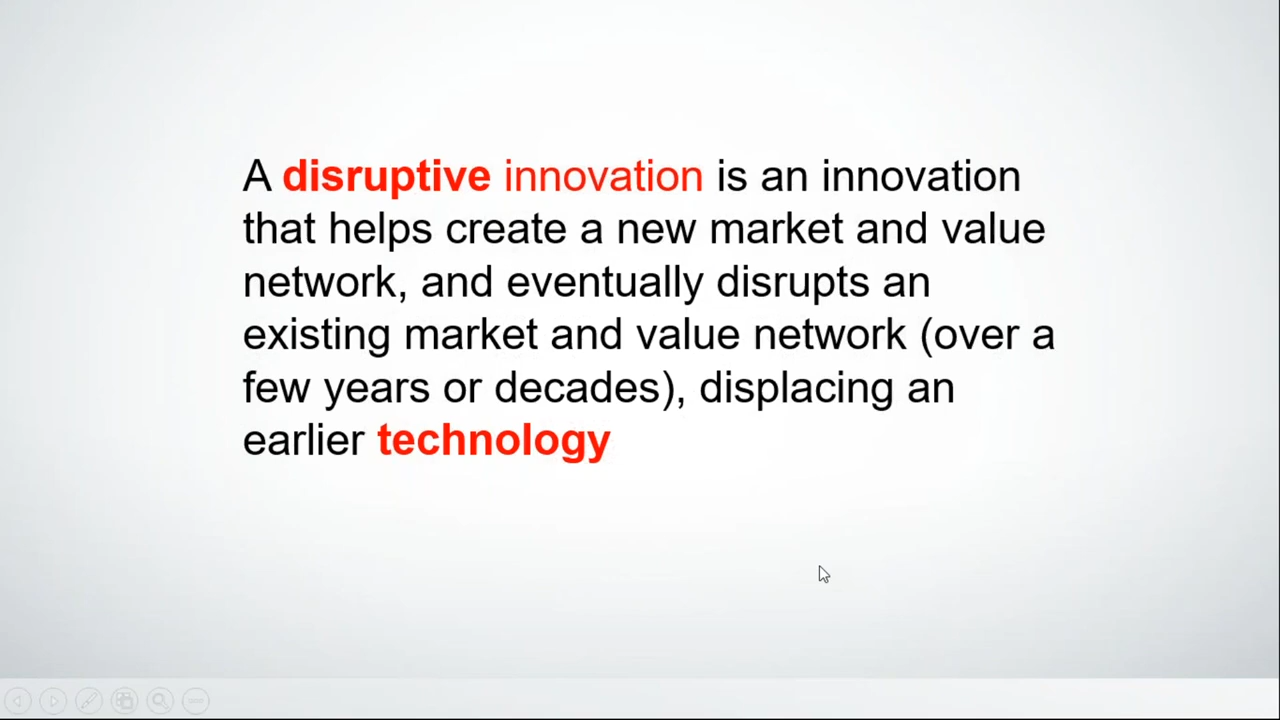 A disruptive innovation is an innovation
that helps create a new market and value
network, and eventually disrupts an
existing market and value network (over a
few years or decades), displacing an
earlier technology